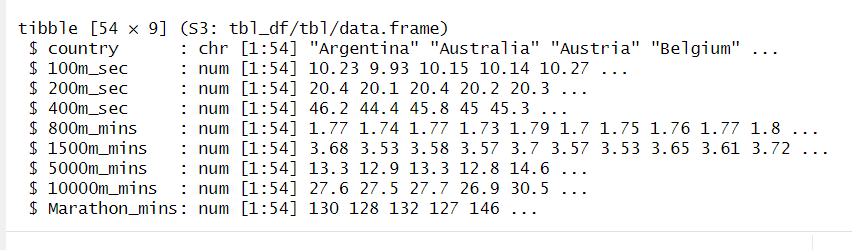 tibble [54 × 9] (S3: tbl_df/tbl/data.frame)
 $ country      : chr [1:54] "Argentina" "Australia" "Austria" "Belgium" ...
 $ 100m_sec     : num [1:54] 10.23 9.93 10.15 10.14 10.27 ...
 $ 200m_sec     : num [1:54] 20.4 20.1 20.4 20.2 20.3 ...
 $ 400m_sec     : num [1:54] 46.2 44.4 45.8 45 45.3 ...
 $ 800m_mins    : num [1:54] 1.77 1.74 1.77 1.73 1.79 1.7 1.75 1.76 1.77 1.8 ...
 $ 1500m_mins   : num [1:54] 3.68 3.53 3.58 3.57 3.7 3.57 3.53 3.65 3.61 3.72 ...
 $ 5000m_mins   : num [1:54] 13.3 12.9 13.3 12.8 14.6 ...
 $ 10000m_mins  : num [1:54] 27.6 27.5 27.7 26.9 30.5 ...
 $ Marathon_mins: num [1:54] 130 128 132 127 146 ...